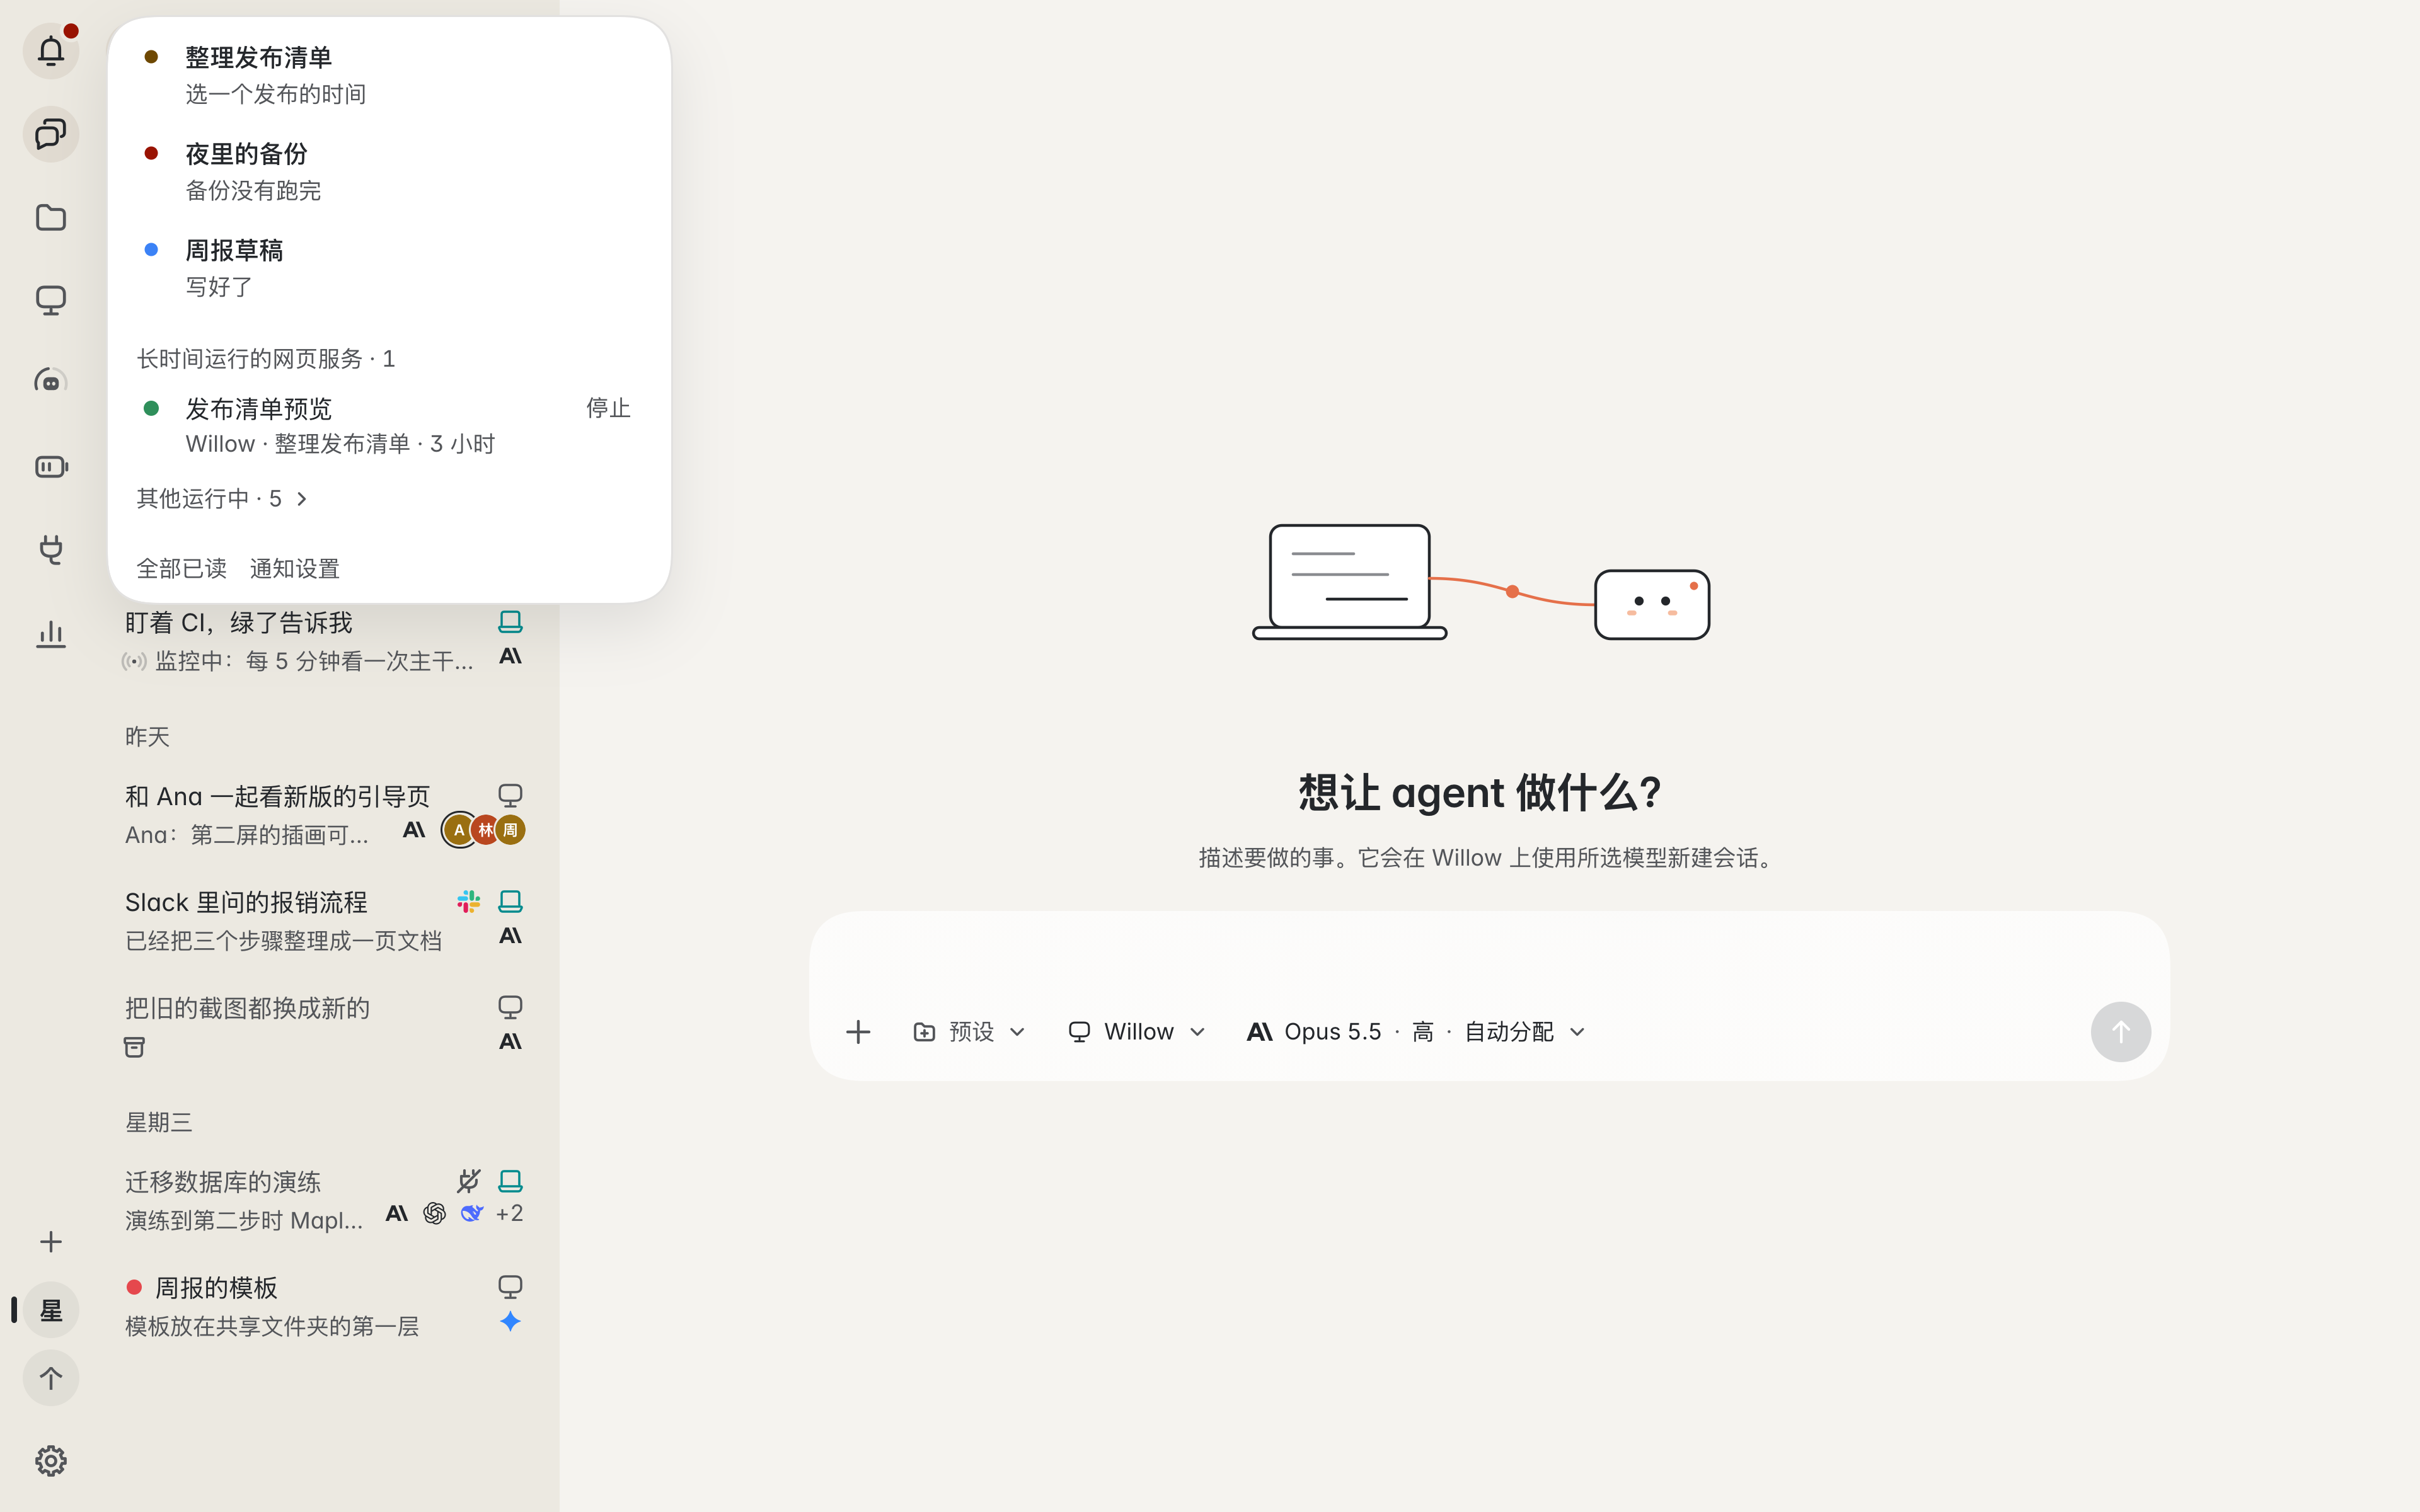 整理发布清单
选一个发布的时间
夜里的备份
备份没有跑完
周报草稿
写好了
长时间运行的网页服务 · 1
发布清单预览
停止
Willow · 整理发布清单 · 3 小时
其他运行中 · 5
全部已读 通知设置
盯着 CI，绿了告诉我
监控中：每 5 分钟看一次主干...
昨天
和 Ana 一起看新版的引导页
Ana：第二屏的插画可...
A 林 周
Slack 里问的报销流程
已经把三个步骤整理成一页文档
把旧的截图都换成新的
星期三
迁移数据库的演练
演练到第二步时 Mapl...
+2
周报的模板
模板放在共享文件夹的第一层
星
个
想让 agent 做什么？
描述要做的事。它会在 Willow 上使用所选模型新建会话。
预设
Willow
Opus 5.5 · 高 · 自动分配